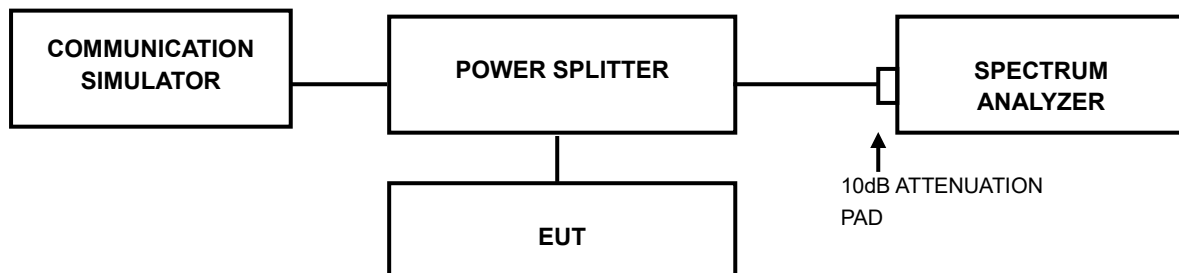 COMMUNICATION
SIMULATOR
POWER SPLITTER
SPECTRUM
ANALYZER
10dB ATTENUATION
PAD
EUT